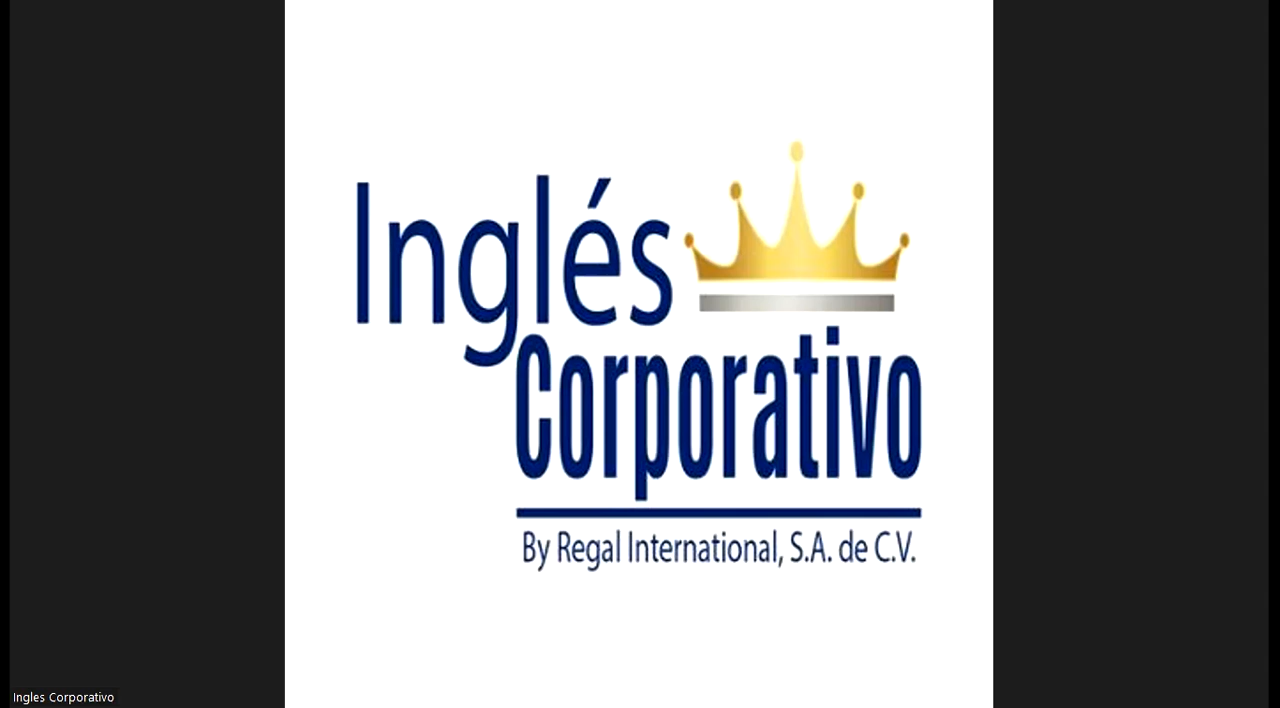 Inglés
Corporativo
By Regal International, S.A. de C.V.
Ingles Corporativo